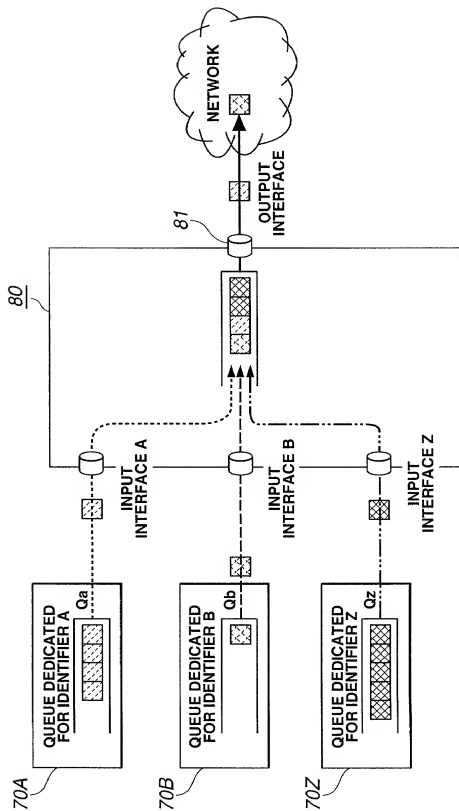 80
81
NETWORK
OUTPUT
INTERFACE
INPUT
INTERFACE A
INPUT
INTERFACE B
INPUT
INTERFACE Z
QUEUE DEDICATED
FOR IDENTIFIER A
Qa
70A
QUEUE DEDICATED
FOR IDENTIFIER B
Qb
70B
QUEUE DEDICATED
FOR IDENTIFIER Z
Qz
70Z